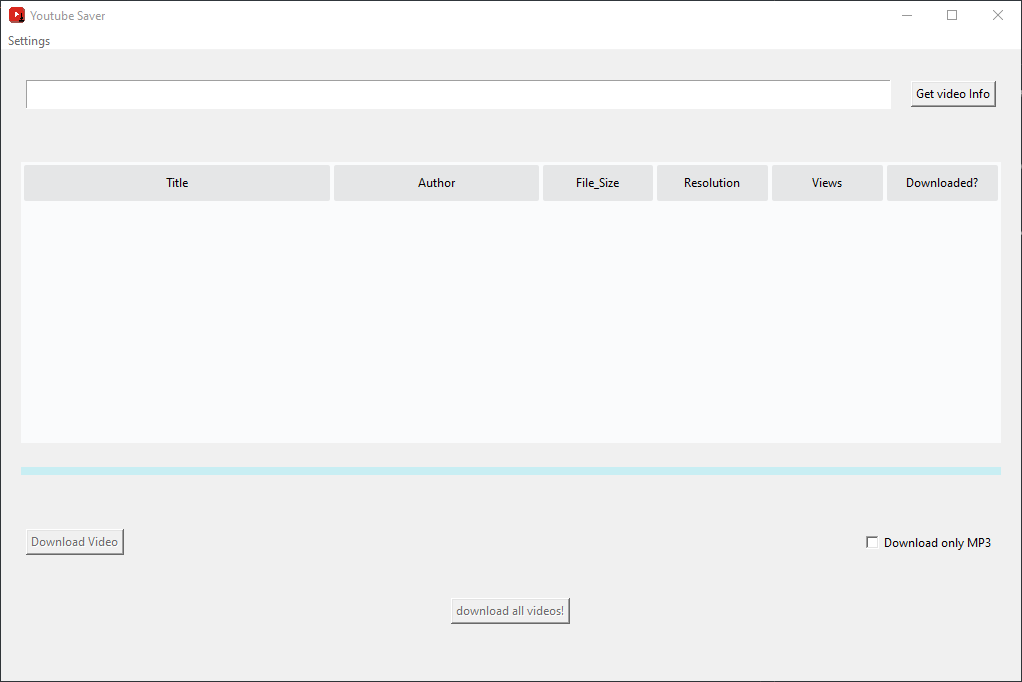 Youtube Saver
Settings
Get video Info
Title Author File_Size Resolution Views Downloaded?
Download Video
Download only MP3
download all videos!